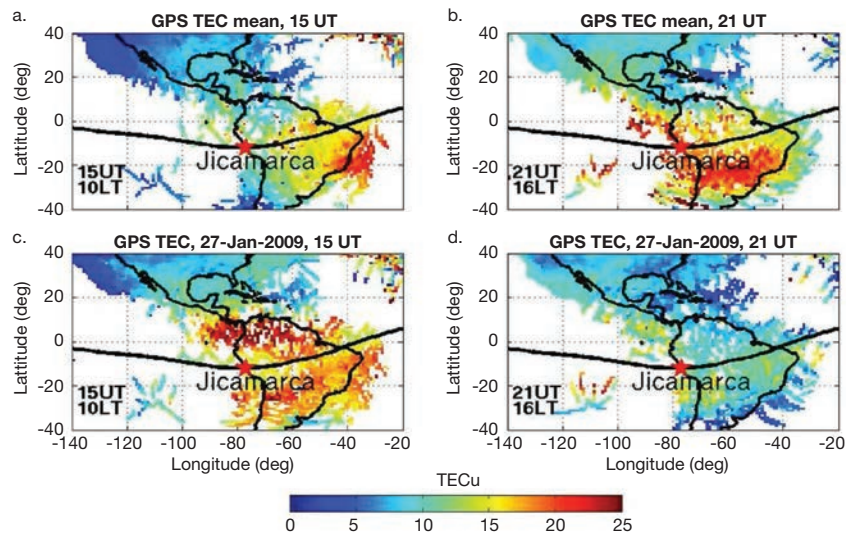 a.
GPS TEC mean, 15 UT
40
20
0
-20
-40
Lattitude (deg)
Jicamarca
15UT
10LT
b.
GPS TEC mean, 21 UT
40
20
0
-20
-40
Lattitude (deg)
Jicamarca
21UT
16LT
c.
GPS TEC, 27-Jan-2009, 15 UT
40
20
0
-20
-40
Lattitude (deg)
Jicamarca
15UT
10LT
-140 -120 -100 -80 -60 -40 -20
Longitude (deg)
d.
GPS TEC, 27-Jan-2009, 21 UT
40
20
0
-20
-40
Lattitude (deg)
Jicamarca
21UT
16LT
-140 -120 -100 -80 -60 -40 -20
Longitude (deg)
TECu
0 5 10 15 20 25